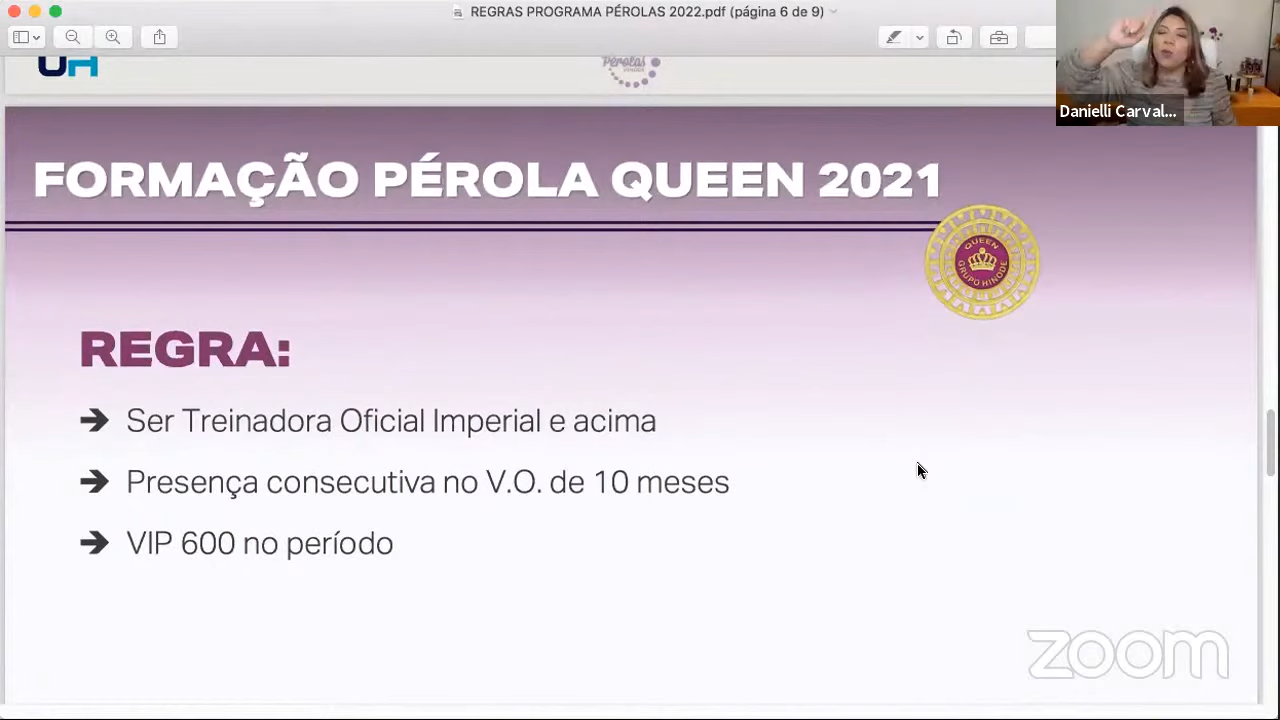 REGRAS PROGRAMA PÉROLAS 2022.pdf (página 6 de 9)
UH
Pérolas
Danielli Carval...
FORMAÇÃO PÉROLA QUEEN 2021
QUEEN
GRUPO HINODE
REGRA:
➔ Ser Treinadora Oficial Imperial e acima
➔ Presença consecutiva no V.O. de 10 meses
➔ VIP 600 no período
zoom